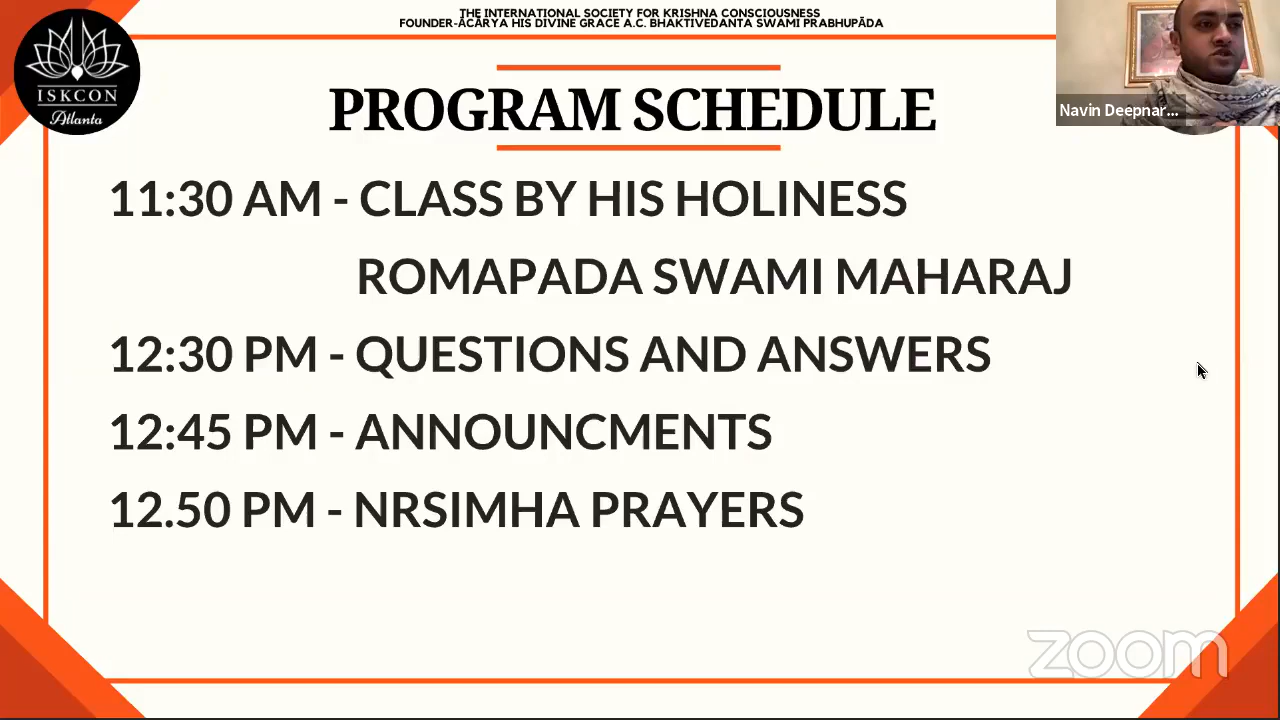 THE INTERNATIONAL SOCIETY FOR KRISHNA CONSCIOUSNESS
FOUNDER-ĀCĀRYA HIS DIVINE GRACE A.C. BHAKTIVEDANTA SWAMI PRABHUPĀDA
ISKCON
Atlanta
Navin Deepnar...
PROGRAM SCHEDULE
11:30 AM - CLASS BY HIS HOLINESS
ROMAPADA SWAMI MAHARAJ
12:30 PM - QUESTIONS AND ANSWERS
12:45 PM - ANNOUNCMENTS
12.50 PM - NRSIMHA PRAYERS
zoom